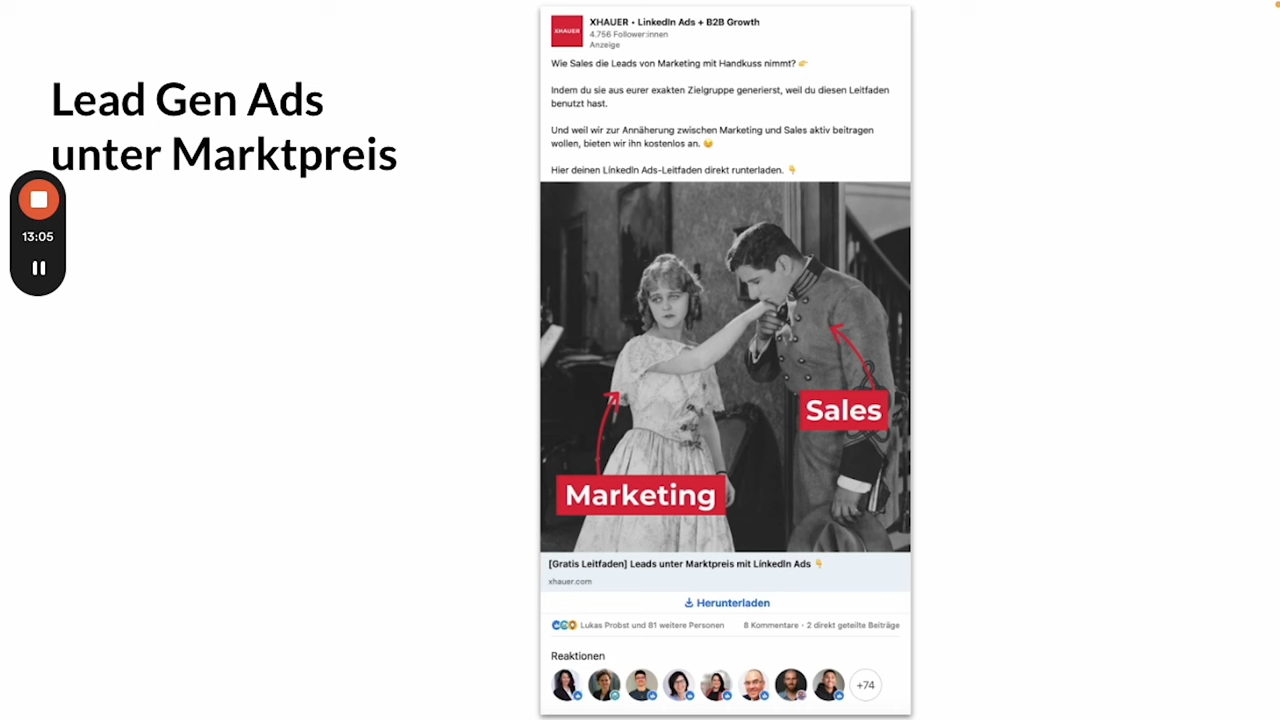 Lead Gen Ads
unter Marktpreis
13:05
XHAUER
XHAUER • LinkedIn Ads + B2B Growth
4.756 Follower:innen
Anzeige
Wie Sales die Leads von Marketing mit Handkuss nimmt? 👉
Indem du sie aus eurer exakten Zielgruppe generierst, weil du diesen Leitfaden
benutzt hast.
Und weil wir zur Annäherung zwischen Marketing und Sales aktiv beitragen
wollen, bieten wir ihn kostenlos an. 😉
Hier deinen LinkedIn Ads-Leitfaden direkt runterladen. 👇
Sales
Marketing
[Gratis Leitfaden] Leads unter Marktpreis mit LinkedIn Ads 👇
xhauer.com
Herunterladen
Lukas Probst und 81 weitere Personen 8 Kommentare · 2 direkt geteilte Beiträge
Reaktionen
+74